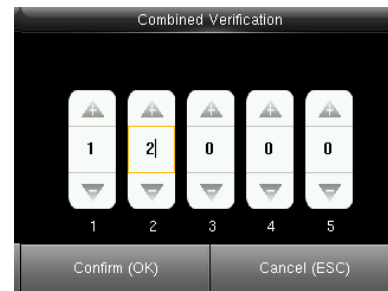 Combined Verification
1 2 0 0 0
1 2 3 4 5
Confirm (OK) Cancel (ESC)